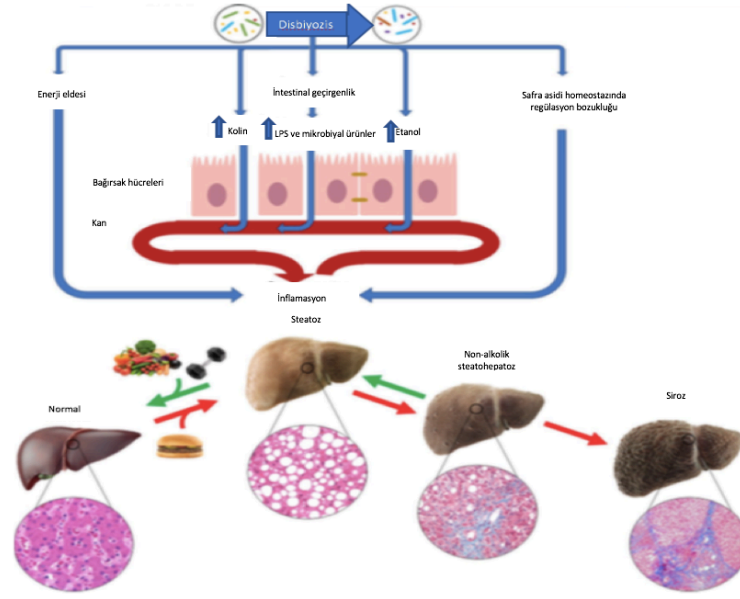 Disbiyozis
Enerji eldesi
İntestinal geçirgenlik
Safra asidi homeostazında
regülasyon bozukluğu
Kolin
LPS ve mikrobiyal ürünler
Etanol
Bağırsak hücreleri
Kan
İnflamasyon
Steatoz
Non-alkolik
steatohepatoz
Normal
Siroz